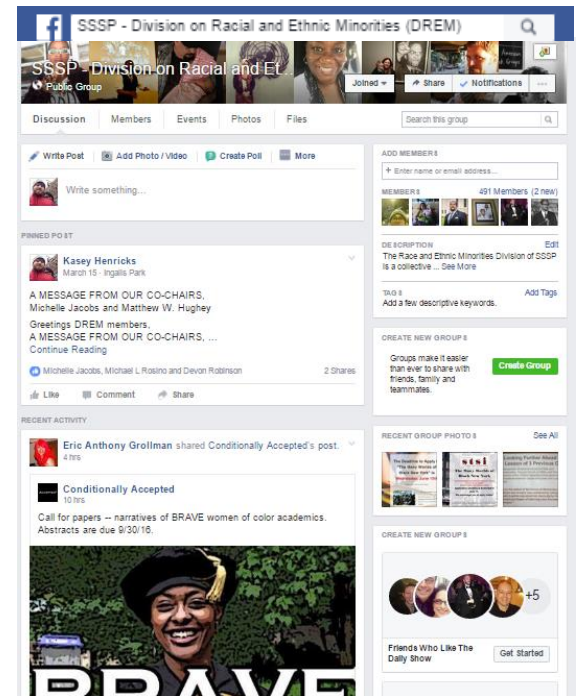 f SSSP - Division on Racial and Ethnic Minorities (DREM)
SSSP - Division on Racial and Et...
Public Group
Joined Share Notifications ...
Discussion Members Events Photos Files
Search this group
Write Post Add Photo / Video Create Poll More
Write something...
PINNED POST
Kasey Henricks
March 15 · Ingalls Park
A MESSAGE FROM OUR CO-CHAIRS,
Michelle Jacobs and Matthew W. Hughey
Greetings DREM members,
A MESSAGE FROM OUR CO-CHAIRS, ...
Continue Reading
Michelle Jacobs, Michael L Rosino and Devon Robinson 2 Shares
Like Comment Share
RECENT ACTIVITY
Eric Anthony Grollman shared Conditionally Accepted's post.
4 hrs
Conditionally Accepted
10 hrs
Call for papers -- narratives of BRAVE women of color academics.
Abstracts are due 9/30/16.
BRAVE
ADD MEMBERS
+ Enter name or email address...
MEMBERS 491 Members (2 new)
DESCRIPTION Edit
The Race and Ethnic Minorities Division of SSSP
is a collective ... See More
TAGS Add Tags
Add a few descriptive keywords.
CREATE NEW GROUPS
Groups make it easier
than ever to share with
friends, family and
teammates.
Create Group
RECENT GROUP PHOTOS See All
CREATE NEW GROUPS
+5
Friends Who Like The
Daily Show
Get Started